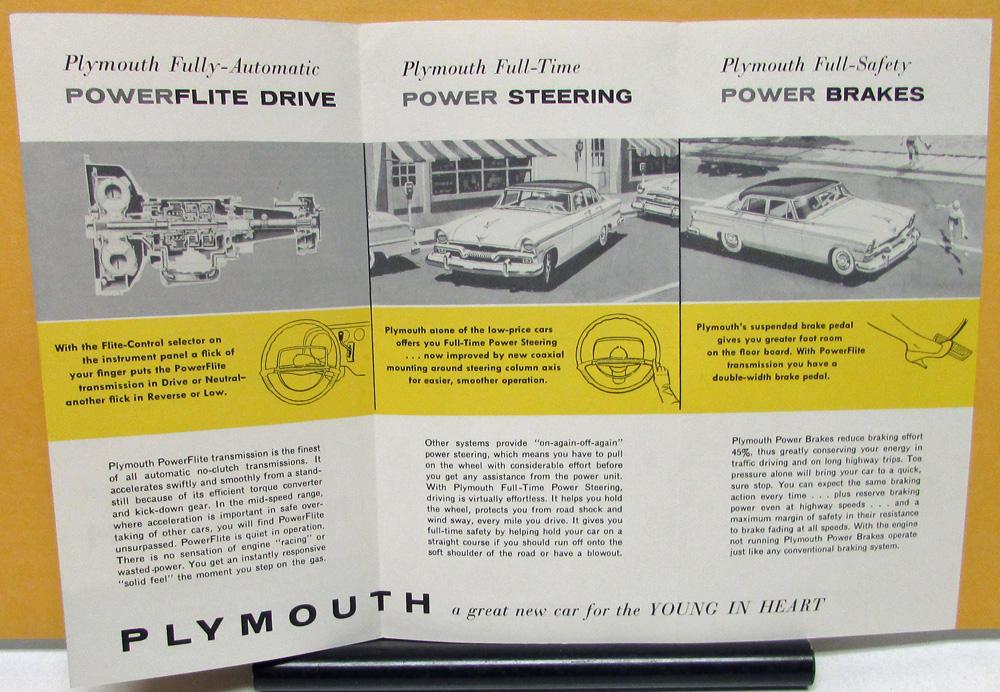 Plymouth Fully-Automatic
POWERFLITE DRIVE
With the Flite-Control selector on
the instrument panel a flick of
your finger puts the PowerFlite
transmission in Drive or Neutral—
another flick in Reverse or Low.
Plymouth PowerFlite transmission is the finest
of all automatic no-clutch transmissions. It
accelerates swiftly and smoothly from a stand-
still because of its efficient torque converter
and kick-down gear. In the mid-speed range,
where acceleration is important in safe over-
taking of other cars, you will find PowerFlite
unsurpassed. PowerFlite is quiet in operation.
There is no sensation of engine "racing" or
wasted power. You get an instantly responsive
"solid feel" the moment you step on the gas.
Plymouth Full-Time
POWER STEERING
Plymouth alone of the low-price cars
offers you Full-Time Power Steering
. . . now improved by new coaxial
mounting around steering column axis
for easier, smoother operation.
Other systems provide "on-again-off-again"
power steering, which means you have to pull
on the wheel with considerable effort before
you get any assistance from the power unit.
With Plymouth Full-Time Power Steering,
driving is virtually effortless. It helps you hold
the wheel, protects you from road shock and
wind sway, every mile you drive. It gives you
full-time safety by helping hold your car on a
straight course if you should run off onto the
soft shoulder of the road or have a blowout.
Plymouth Full-Safety
POWER BRAKES
Plymouth's suspended brake pedal
gives you greater foot room
on the floor board. With PowerFlite
transmission you have a
double-width brake pedal.
Plymouth Power Brakes reduce braking effort
45%, thus greatly conserving your energy in
traffic driving and on long highway trips. Toe
pressure alone will bring your car to a quick,
sure stop. You can expect the same braking
action every time . . . plus reserve braking
power even at highway speeds . . . and a
maximum margin of safety in their resistance
to brake fading at all speeds. With the engine
not running Plymouth Power Brakes operate
just like any conventional braking system.
PLYMOUTH a great new car for the YOUNG IN HEART